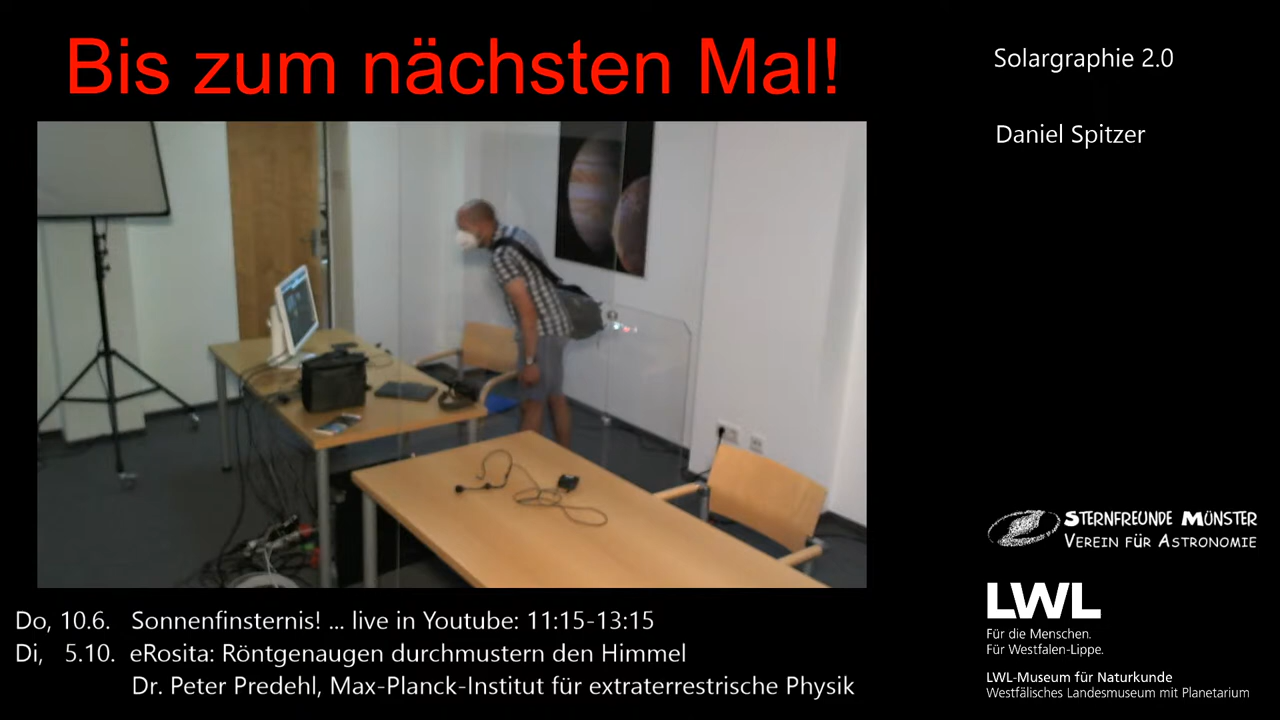 Bis zum nächsten Mal!
Solargraphie 2.0
Daniel Spitzer
Do, 10.6. Sonnenfinsternis! ... live in Youtube: 11:15-13:15
Di, 5.10. eRosita: Röntgenaugen durchmustern den Himmel
Dr. Peter Predehl, Max-Planck-Institut für extraterrestrische Physik
STERNFREUNDE MÜNSTER
VEREIN FÜR ASTRONOMIE
LWL
Für die Menschen.
Für Westfalen-Lippe.
LWL-Museum für Naturkunde
Westfälisches Landesmuseum mit Planetarium